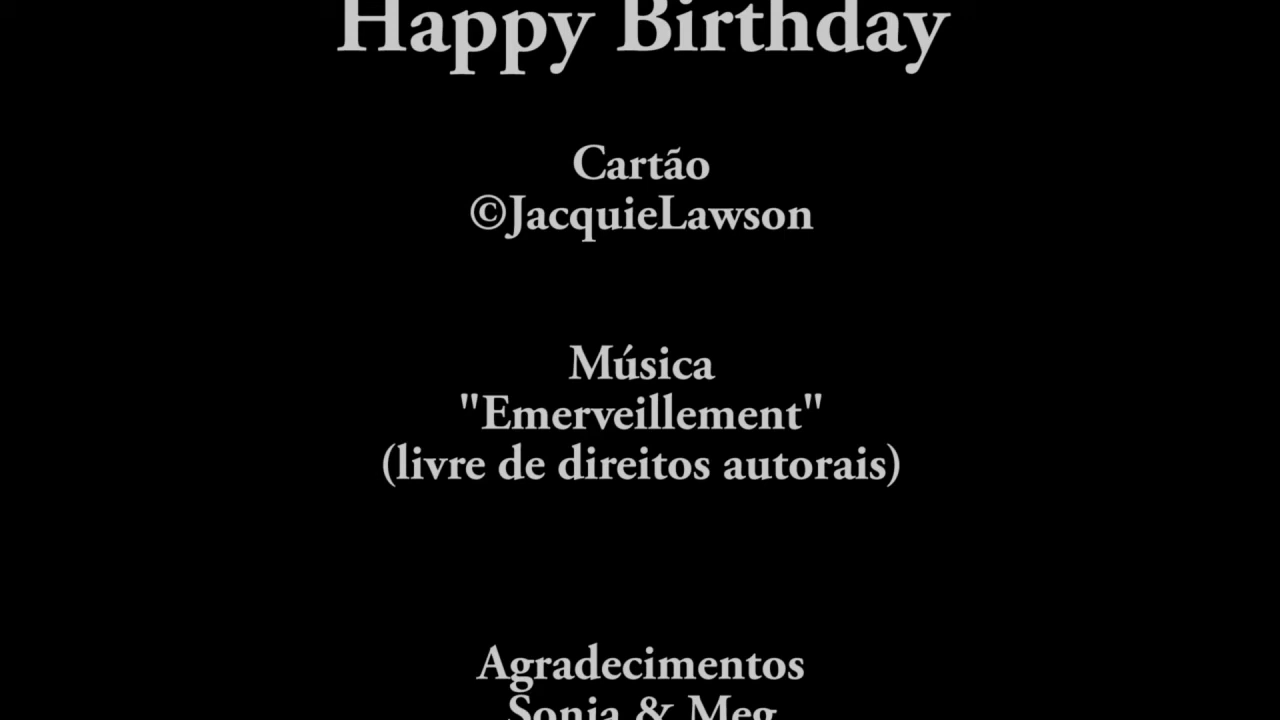 Happy Birthday
Cartão
©JacquieLawson
Música
"Emerveillement"
(livre de direitos autorais)
Agradecimentos
Sonia & Meg